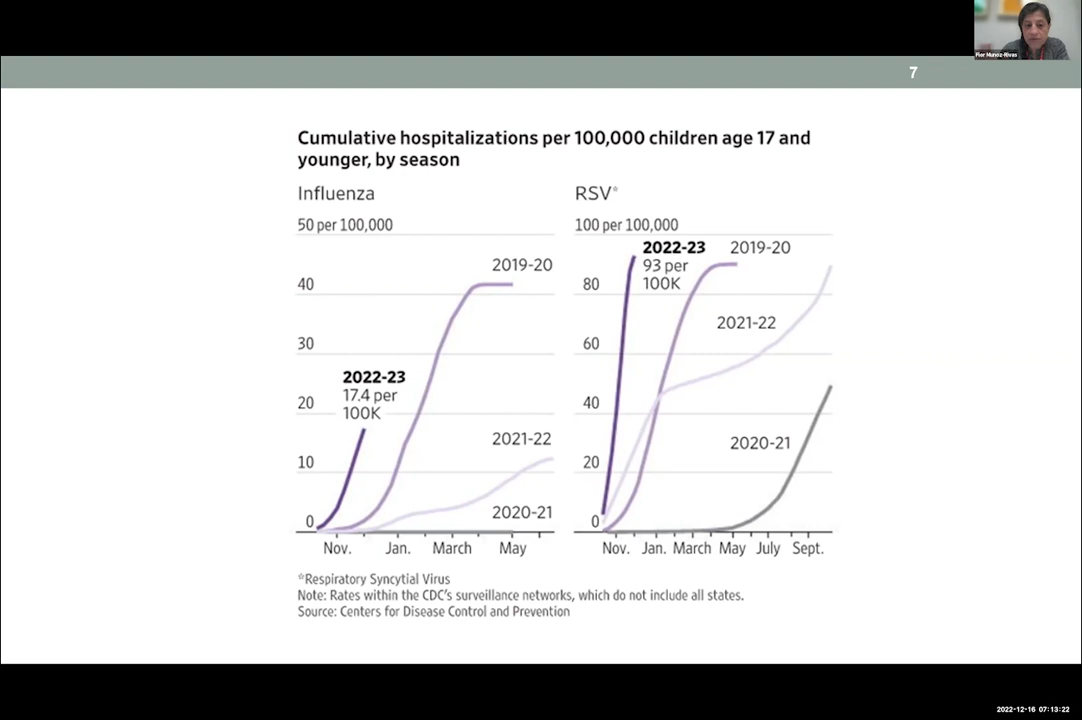 Flor Munoz-Rivas
7
Cumulative hospitalizations per 100,000 children age 17 and
younger, by season
Influenza
50 per 100,000
40
30
20
10
0
2019-20
2022-23
17.4 per
100K
2021-22
2020-21
Nov. Jan. March May
RSV*
100 per 100,000
80
60
40
20
0
2022-23
93 per
100K
2019-20
2021-22
2020-21
Nov. Jan. March May July Sept.
*Respiratory Syncytial Virus
Note: Rates within the CDC's surveillance networks, which do not include all states.
Source: Centers for Disease Control and Prevention
2022-12-16 07:13:22